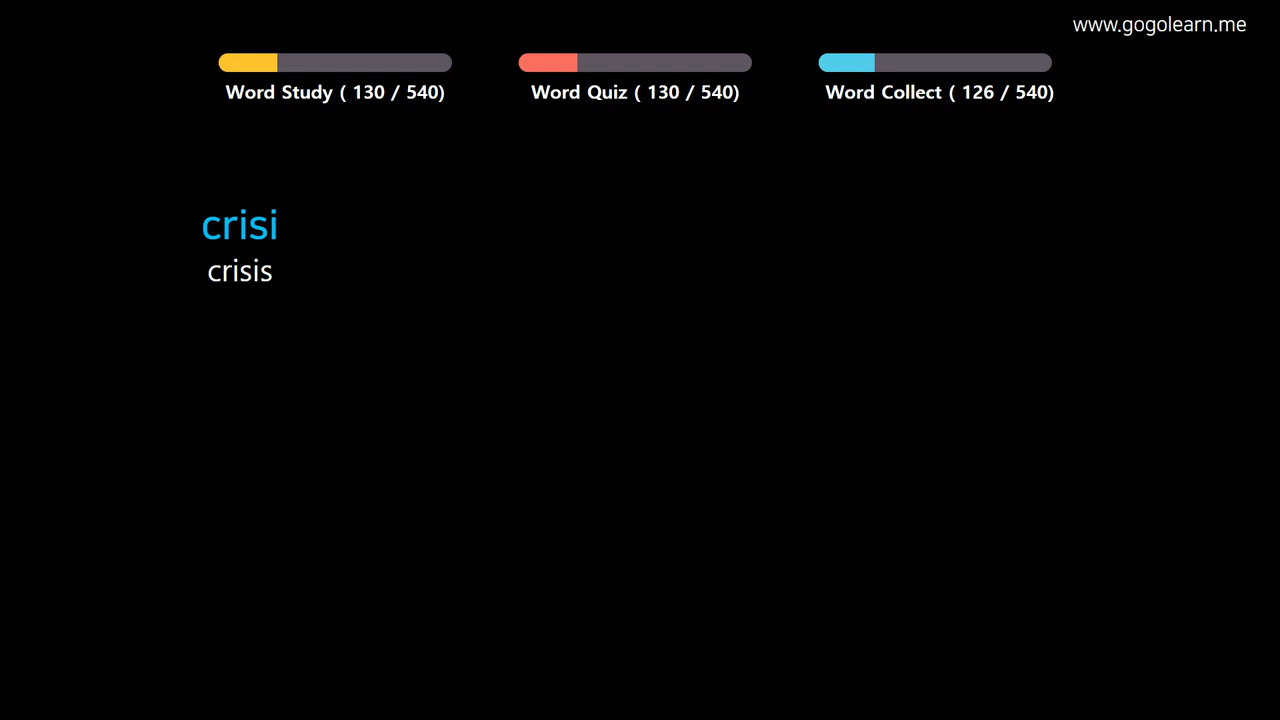 www.gogolearn.me
Word Study ( 130 / 540)
Word Quiz ( 130 / 540)
Word Collect ( 126 / 540)
crisi
crisis